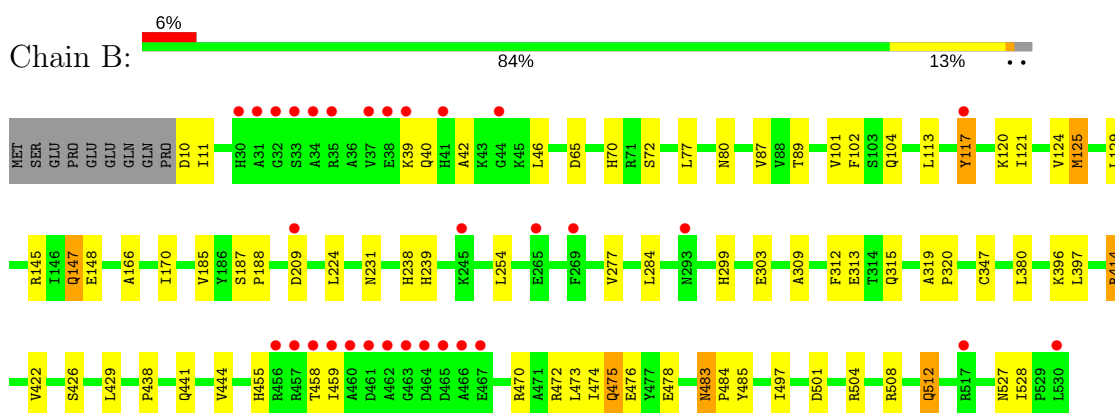 6%
Chain B:
84% 13% • •
MET SER GLU PRO GLU GLU GLN GLN PRO D10 I11 H30 A31 G32 S33 A34 R35 A36 V37 E38 K39 Q40 H41 A42 K43 G44 K45 L46 D65 H70 R71 S72 L77 N80 V87 V88 T89 V101 F102 S103 Q104 L113 Y117 K120 I121 V124 M125
R145 I146 Q147 E148 A166 I170 V185 Y186 S187 P188 D209 L224 N231 H238 H239 K245 L254 E265 F269 V277 L284 N293 H299 E303 A309 F312 E313 T314 Q315 A319 P320 C347 L380 K396 L397
V422 S426 L429 P438 Q441 V444 H455 R456 R457 T458 I459 A460 D461 A462 G463 D464 D465 A466 E467 R470 A471 R472 L473 I474 Q475 E476 Y477 E478 N483 P484 Y485 I497 D501 R504 R508 Q512 R517 N527 I528 P529 L530